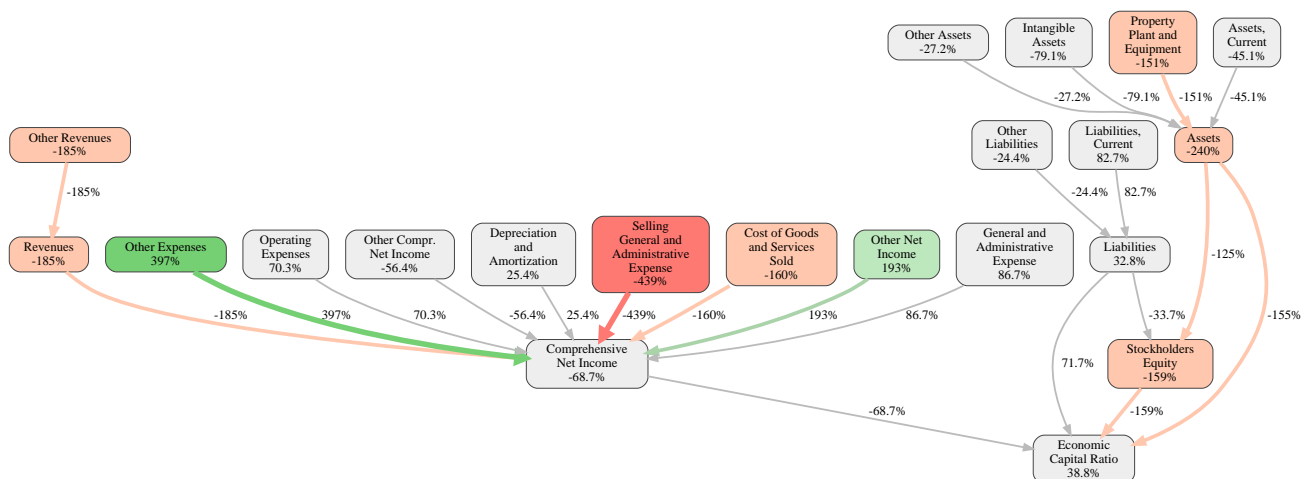 Other Assets
-27.2%
Intangible
Assets
-79.1%
Property
Plant and
Equipment
-151%
Assets,
Current
-45.1%
-27.2%
-79.1%
-151%
-45.1%
Other Revenues
-185%
Other
Liabilities
-24.4%
Liabilities,
Current
82.7%
Assets
-240%
-185%
-24.4%
82.7%
Revenues
-185%
Other Expenses
397%
Operating
Expenses
70.3%
Other Compr.
Net Income
-56.4%
Depreciation
and
Amortization
25.4%
Selling
General and
Administrative
Expense
-439%
Cost of Goods
and Services
Sold
-160%
Other Net
Income
193%
General and
Administrative
Expense
86.7%
Liabilities
32.8%
-125%
-185%
397%
70.3%
-56.4%
25.4%
-439%
-160%
193%
86.7%
-33.7%
-155%
Comprehensive
Net Income
-68.7%
71.7%
Stockholders
Equity
-159%
-68.7%
-159%
Economic
Capital Ratio
38.8%